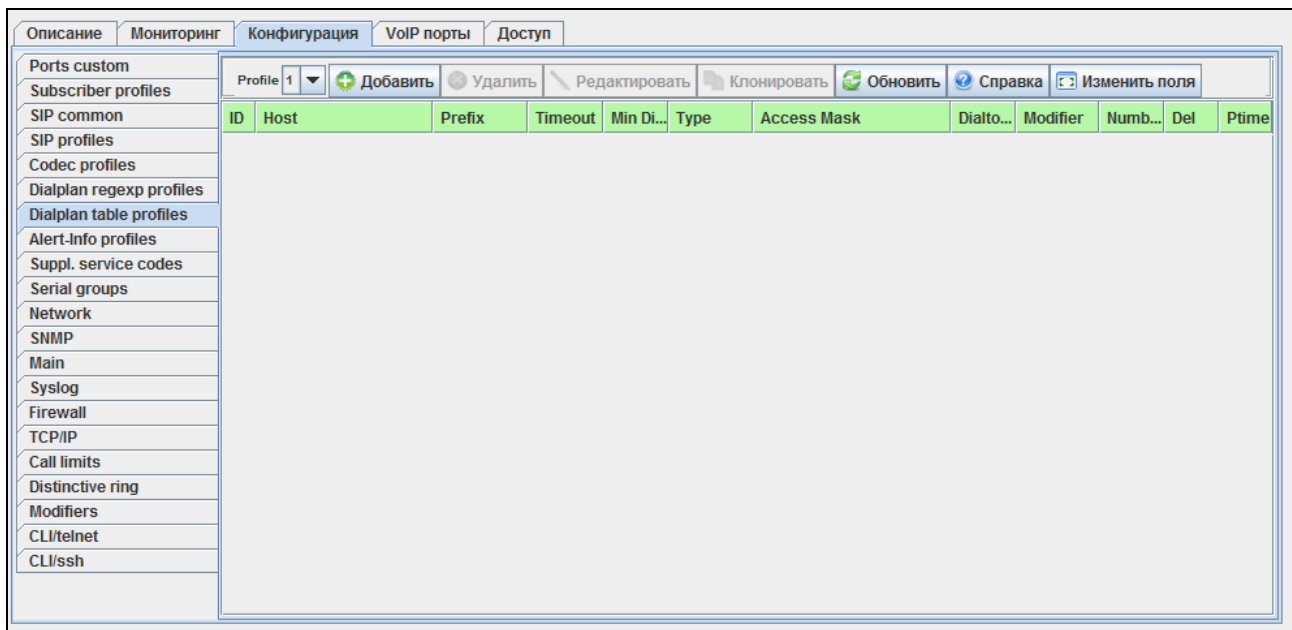 Описание Мониторинг Конфигурация VoIP порты Доступ
Ports custom
Subscriber profiles
SIP common
SIP profiles
Codec profiles
Dialplan regexp profiles
Dialplan table profiles
Alert-Info profiles
Suppl. service codes
Serial groups
Network
SNMP
Main
Syslog
Firewall
TCP/IP
Call limits
Distinctive ring
Modifiers
CLI/telnet
CLI/ssh
Profile 1 Добавить Удалить Редактировать Клонировать Обновить Справка Изменить поля
ID Host Prefix Timeout Min Di... Type Access Mask Dialto... Modifier Numb... Del Ptime